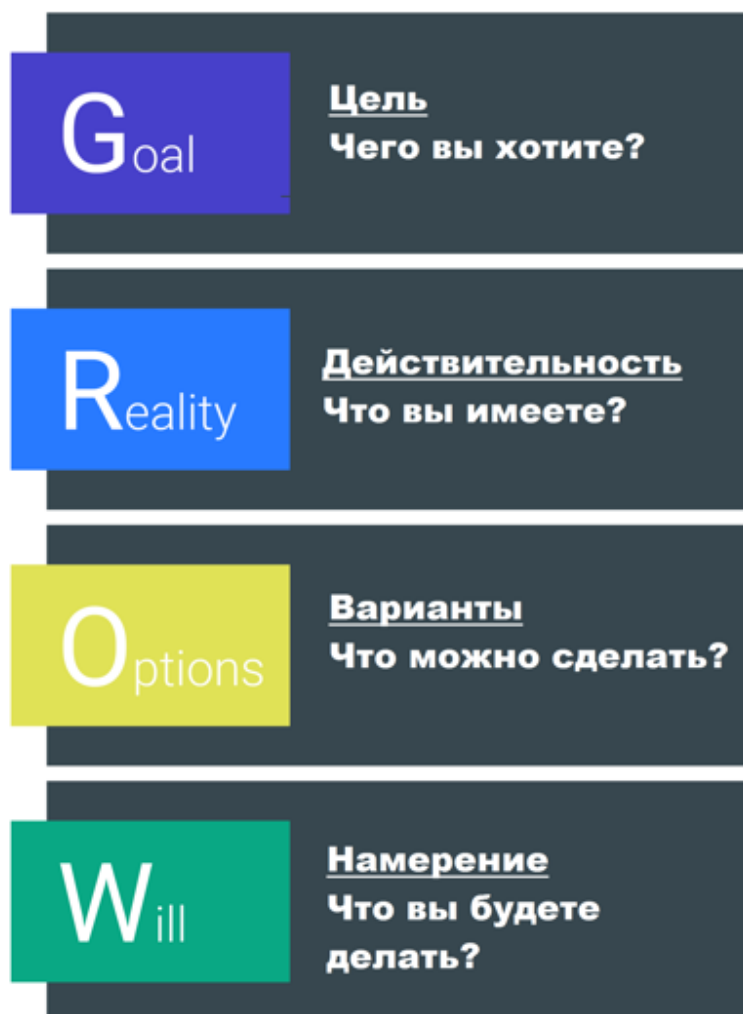 Goal
Цель
Чего вы хотите?
Reality
Действительность
Что вы имеете?
Options
Варианты
Что можно сделать?
Will
Намерение
Что вы будете
делать?